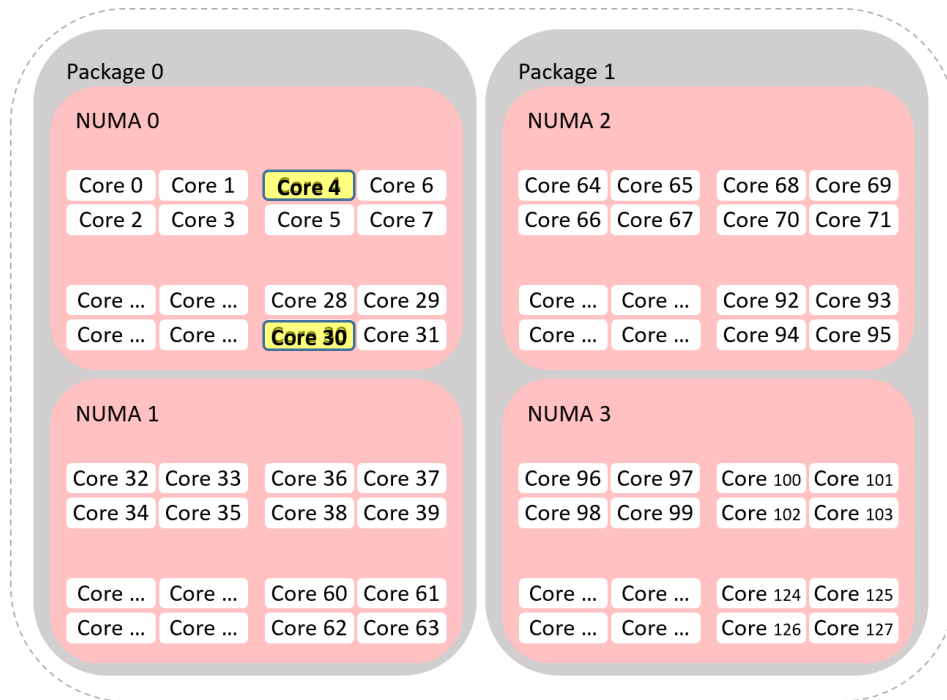 Package 0
NUMA 0
Core 0 Core 1 Core 4 Core 6
Core 2 Core 3 Core 5 Core 7
Core ... Core ... Core 28 Core 29
Core ... Core ... Core 30 Core 31
NUMA 1
Core 32 Core 33 Core 36 Core 37
Core 34 Core 35 Core 38 Core 39
Core ... Core ... Core 60 Core 61
Core ... Core ... Core 62 Core 63
Package 1
NUMA 2
Core 64 Core 65 Core 68 Core 69
Core 66 Core 67 Core 70 Core 71
Core ... Core ... Core 92 Core 93
Core ... Core ... Core 94 Core 95
NUMA 3
Core 96 Core 97 Core 100 Core 101
Core 98 Core 99 Core 102 Core 103
Core ... Core ... Core 124 Core 125
Core ... Core ... Core 126 Core 127